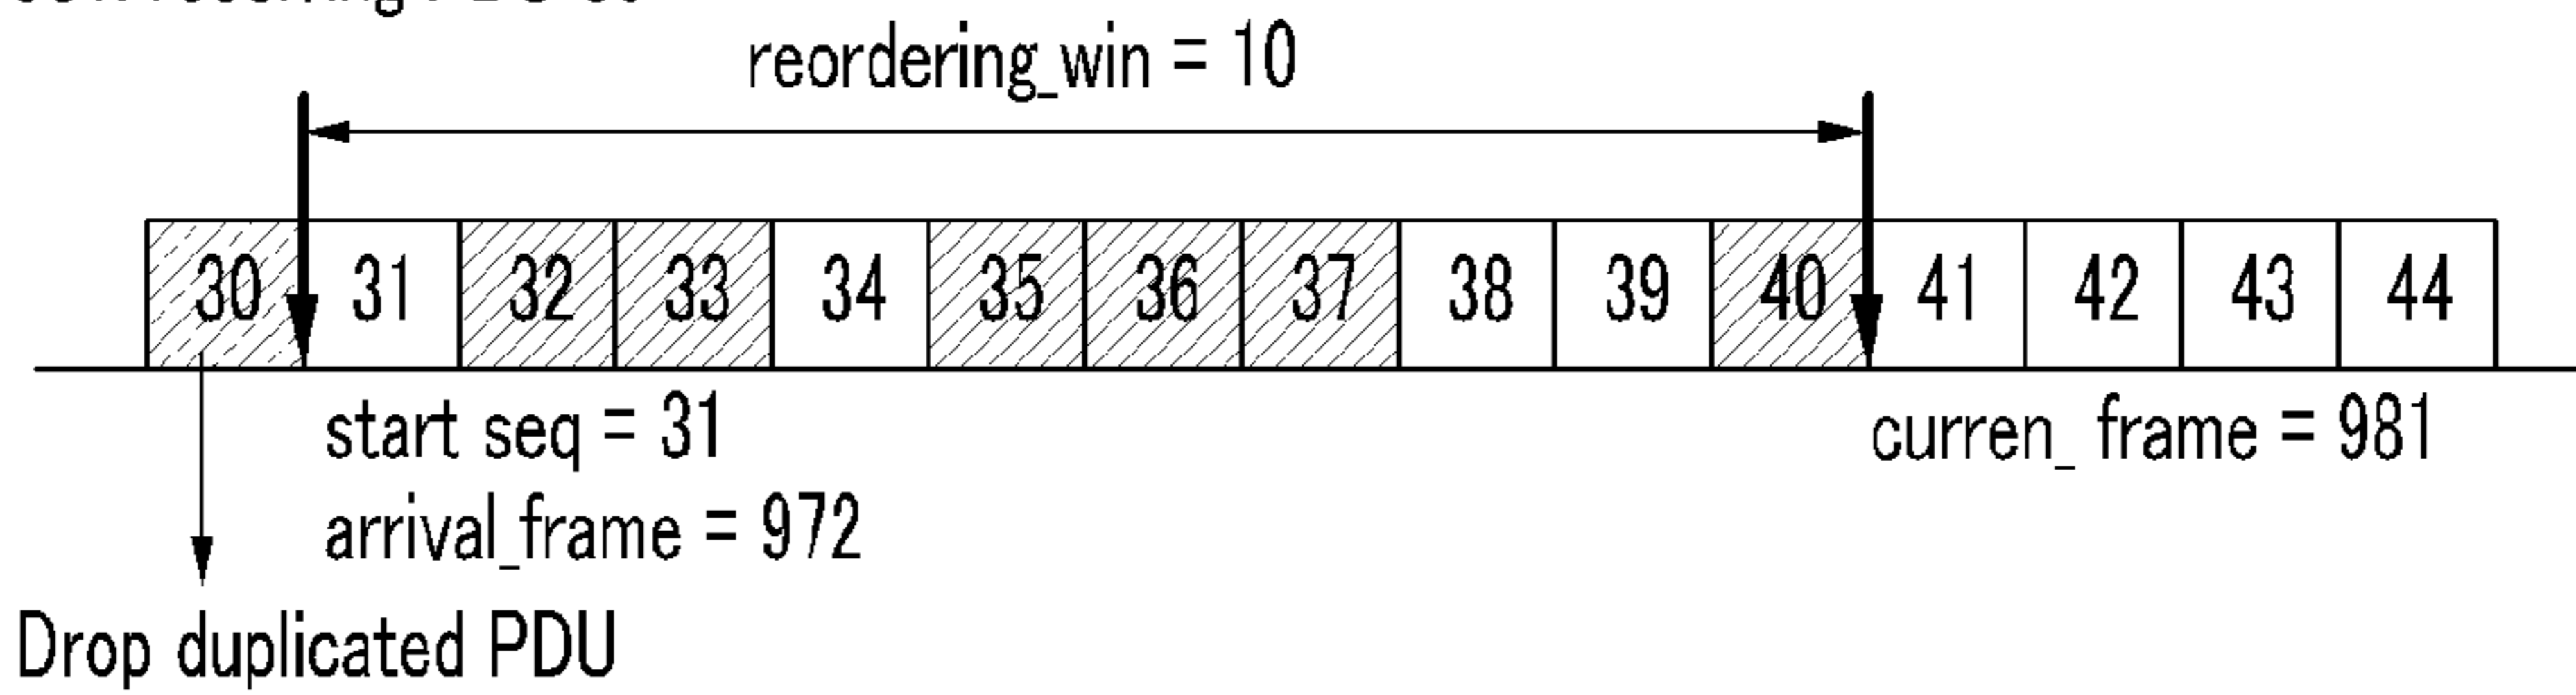 reordering_win = 10
30 31 32 33 34 35 36 37 38 39 40 41 42 43 44
start seq = 31
curren_ frame = 981
arrival_frame = 972
Drop duplicated PDU